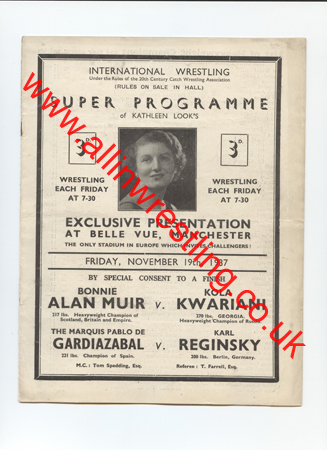 INTERNATIONAL WRESTLING
Under the Rules of the 20th Century Catch Wrestling Association
(RULES ON SALE IN HALL)
SUPER PROGRAMME
of KATHLEEN LOOK'S
3D.
3D.
WRESTLING
EACH FRIDAY
AT 7-30
WRESTLING
EACH FRIDAY
AT 7-30
EXCLUSIVE PRESENTATION
AT BELLE VUE, MANCHESTER
THE ONLY STADIUM IN EUROPE WHICH INVITES CHALLENGERS!
FRIDAY, NOVEMBER 19th, 1937
BY SPECIAL CONSENT TO A FINISH
BONNIE
ALAN MUIR
217 lbs. Heavyweight Champion of
Scotland, Britain and Empire.
v.
KOLA
KWARIANI
270 lbs. GEORGIA.
Heavyweight Champion of
THE MARQUIS PABLO DE
GARDIAZABAL
221 lbs. Champion of Spain.
v.
KARL
REGINSKY
200 lbs. Berlin, Germany.
M.C.: Tom Spedding, Esq.
Referee: T. Farrell, Esq.
www.allinwrestling.co.uk